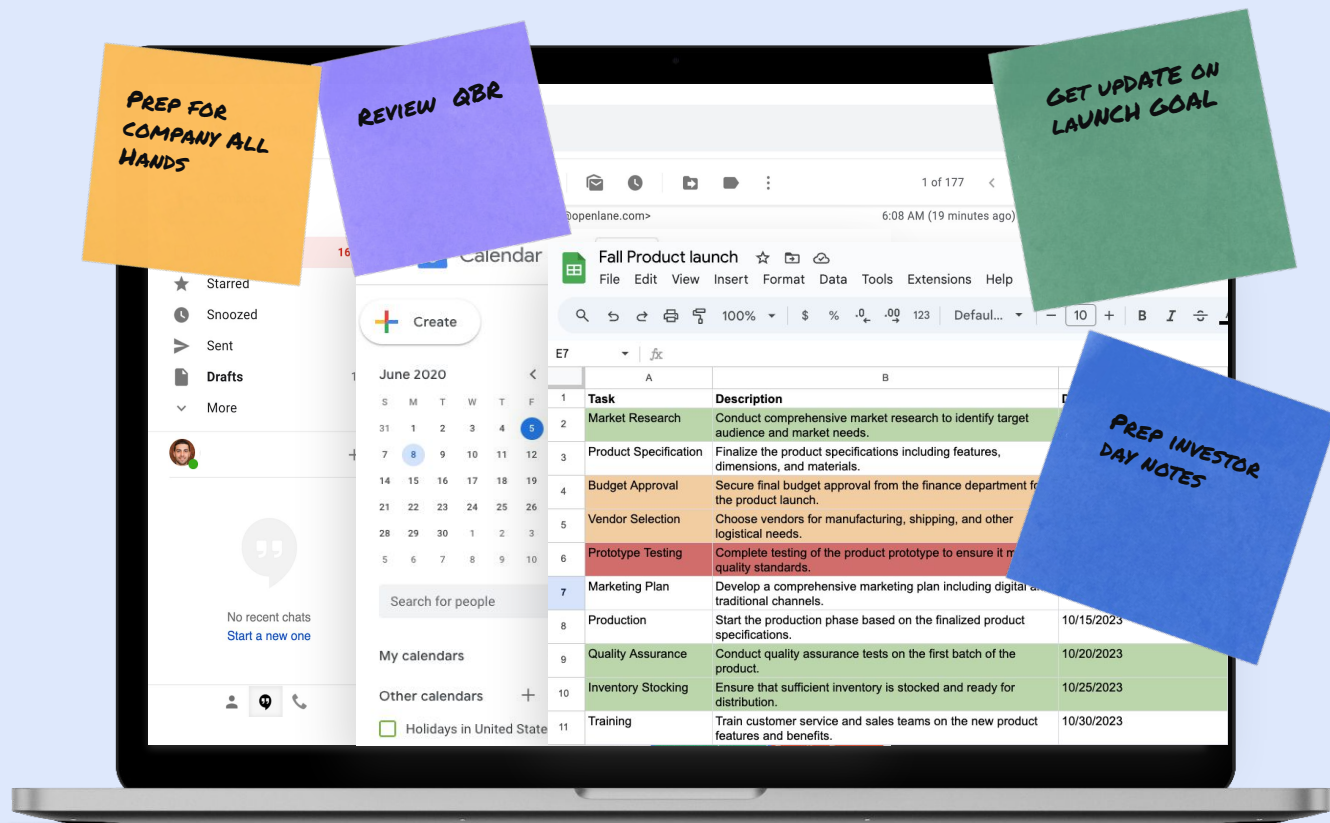 PREP FOR
COMPANY ALL
HANDS
REVIEW QBR
GET UPDATE ON
LAUNCH GOAL
PREP INVESTOR
DAY NOTES
1 of 177
openlane.com>
6:08 AM (19 minutes ago)
16
Starred
Snoozed
Sent
Drafts
More
No recent chats
Start a new one
Calendar
Create
June 2020
S M T W T F
31 1 2 3 4 5
7 8 9 10 11 12
14 15 16 17 18 19
21 22 23 24 25 26
28 29 30 1 2 3
5 6 7 8 9 10
Search for people
My calendars
Other calendars
Holidays in United State
Fall Product launch
File Edit View Insert Format Data Tools Extensions Help
100% $ % .0 .00 123 Defaul... 10 B I
E7 fx
A B
1 Task Description
2 Market Research Conduct comprehensive market research to identify target
audience and market needs.
3 Product Specification Finalize the product specifications including features,
dimensions, and materials.
4 Budget Approval Secure final budget approval from the finance department
the product launch.
5 Vendor Selection Choose vendors for manufacturing, shipping, and other
logistical needs.
6 Prototype Testing Complete testing of the product prototype to ensure it
quality standards.
7 Marketing Plan Develop a comprehensive marketing plan including digital
traditional channels.
8 Production Start the production phase based on the finalized product 10/15/2023
specifications.
9 Quality Assurance Conduct quality assurance tests on the first batch of the 10/20/2023
product.
10 Inventory Stocking Ensure that sufficient inventory is stocked and ready for 10/25/2023
distribution.
11 Training Train customer service and sales teams on the new product 10/30/2023
features and benefits.